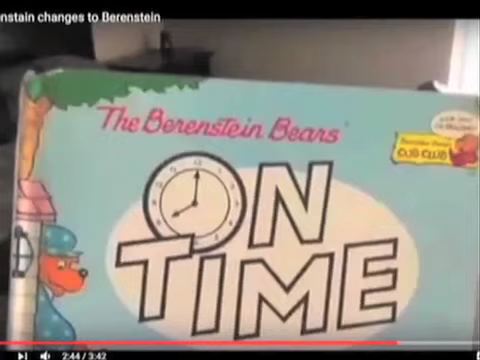 nstain changes to Berenstein
The Berenstein Bears'
CUB CLUB
ON
TIME
2:44 / 3:42